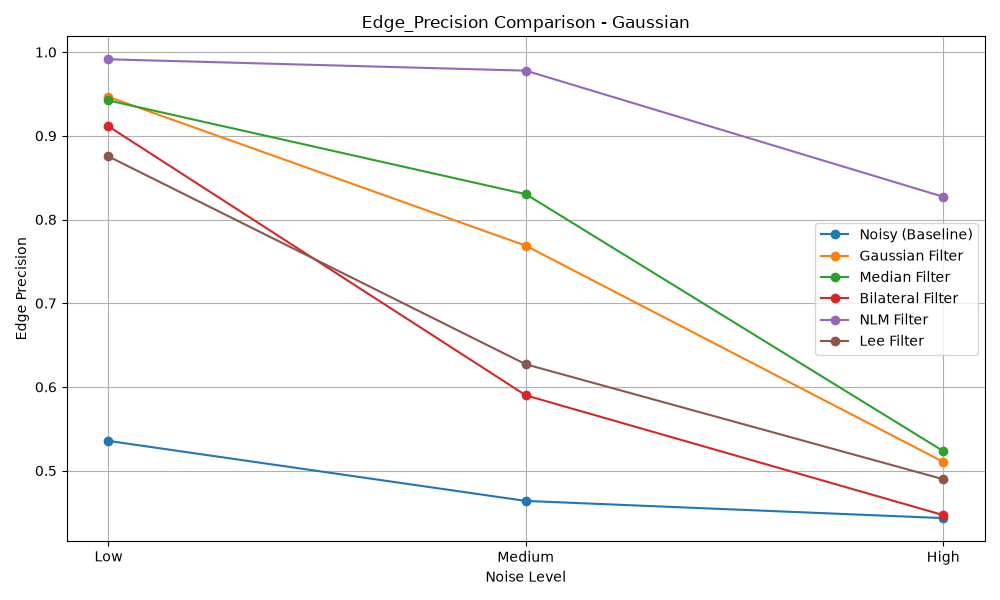 Edge_Precision Comparison - Gaussian
1.0
0.9
0.8
0.7
0.6
0.5
Edge Precision
Noisy (Baseline)
Gaussian Filter
Median Filter
Bilateral Filter
NLM Filter
Lee Filter
Low
Medium
High
Noise Level